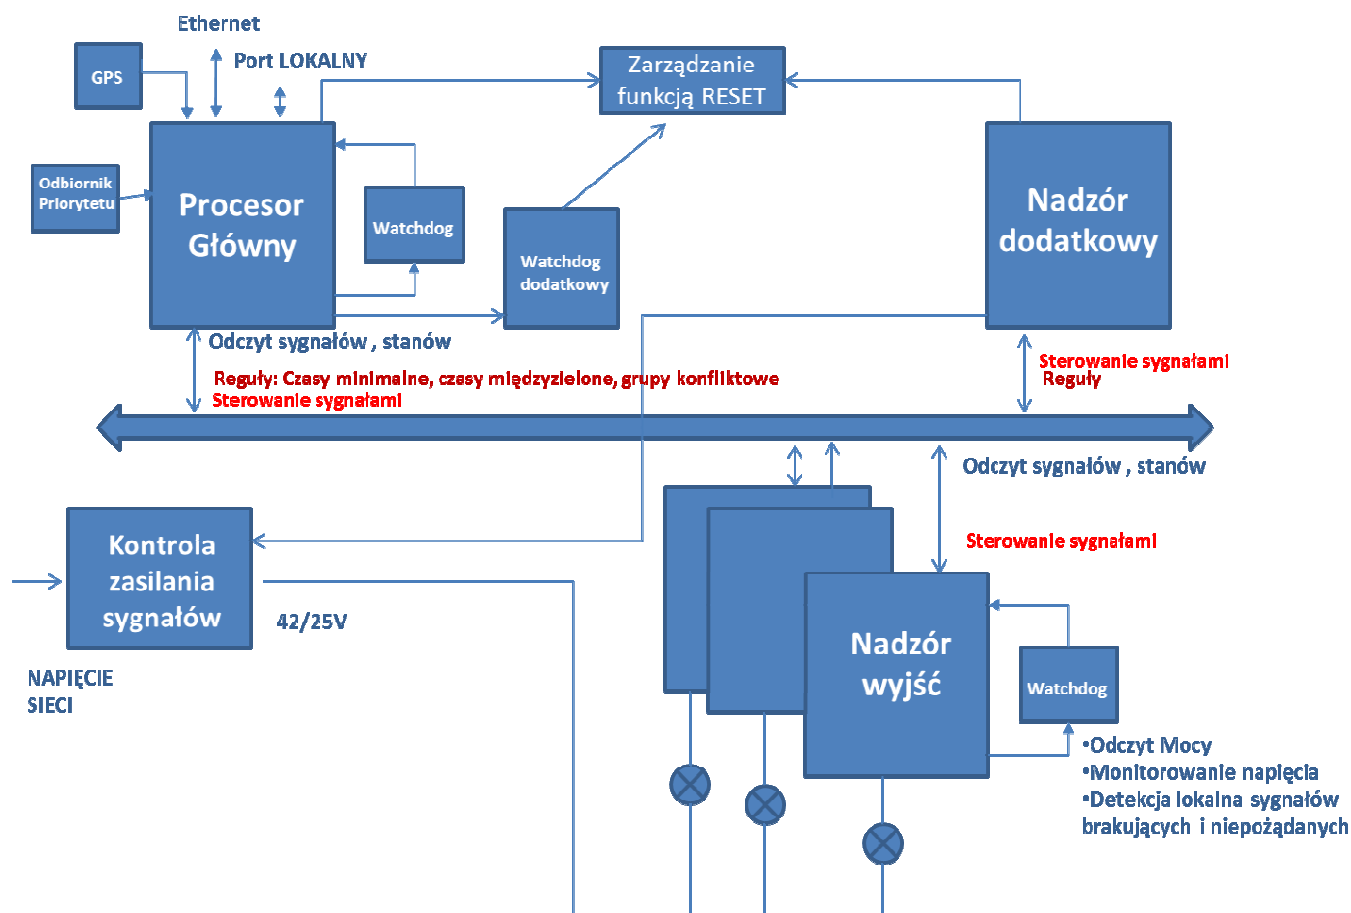 Ethernet
Port LOKALNY
GPS
Zarządzanie
funkcją RESET
Odbiornik
Priorytetu
Procesor
Główny
Watchdog
Watchdog
dodatkowy
Nadzór
dodatkowy
Odczyt sygnałów , stanów
Reguły: Czasy minimalne, czasy międzyzielone, grupy konfliktowe
Sterowanie sygnałami
Sterowanie sygnałami
Reguły
Odczyt sygnałów , stanów
Sterowanie sygnałami
Kontrola
zasilania
sygnałów
42/25V
NAPIĘCIE
SIECI
Nadzór
wyjść
Watchdog
•Odczyt Mocy
•Monitorowanie napięcia
•Detekcja lokalna sygnałów
brakujących i niepożądanych